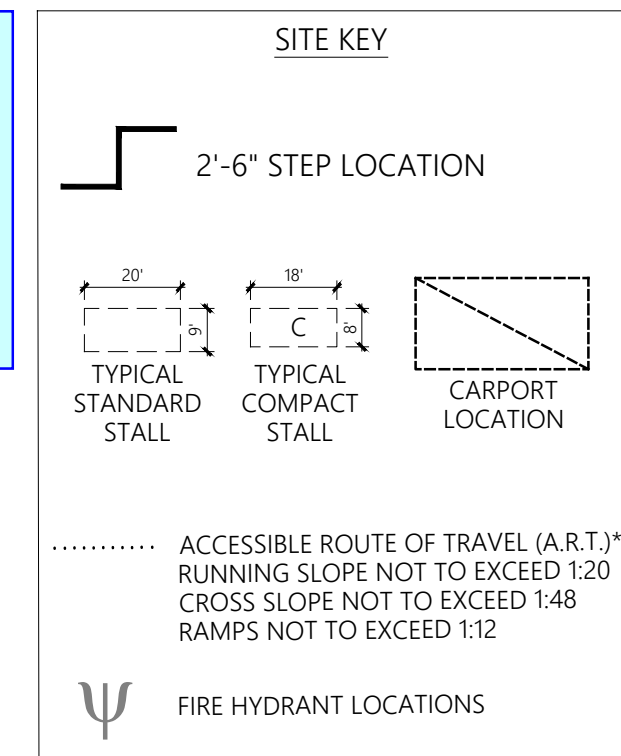 SITE KEY
2'-6" STEP LOCATION
20'
9'
TYPICAL
STANDARD
STALL
18'
C
8'
TYPICAL
COMPACT
STALL
CARPORT
LOCATION
ACCESSIBLE ROUTE OF TRAVEL (A.R.T.)*
RUNNING SLOPE NOT TO EXCEED 1:20
CROSS SLOPE NOT TO EXCEED 1:48
RAMPS NOT TO EXCEED 1:12
FIRE HYDRANT LOCATIONS